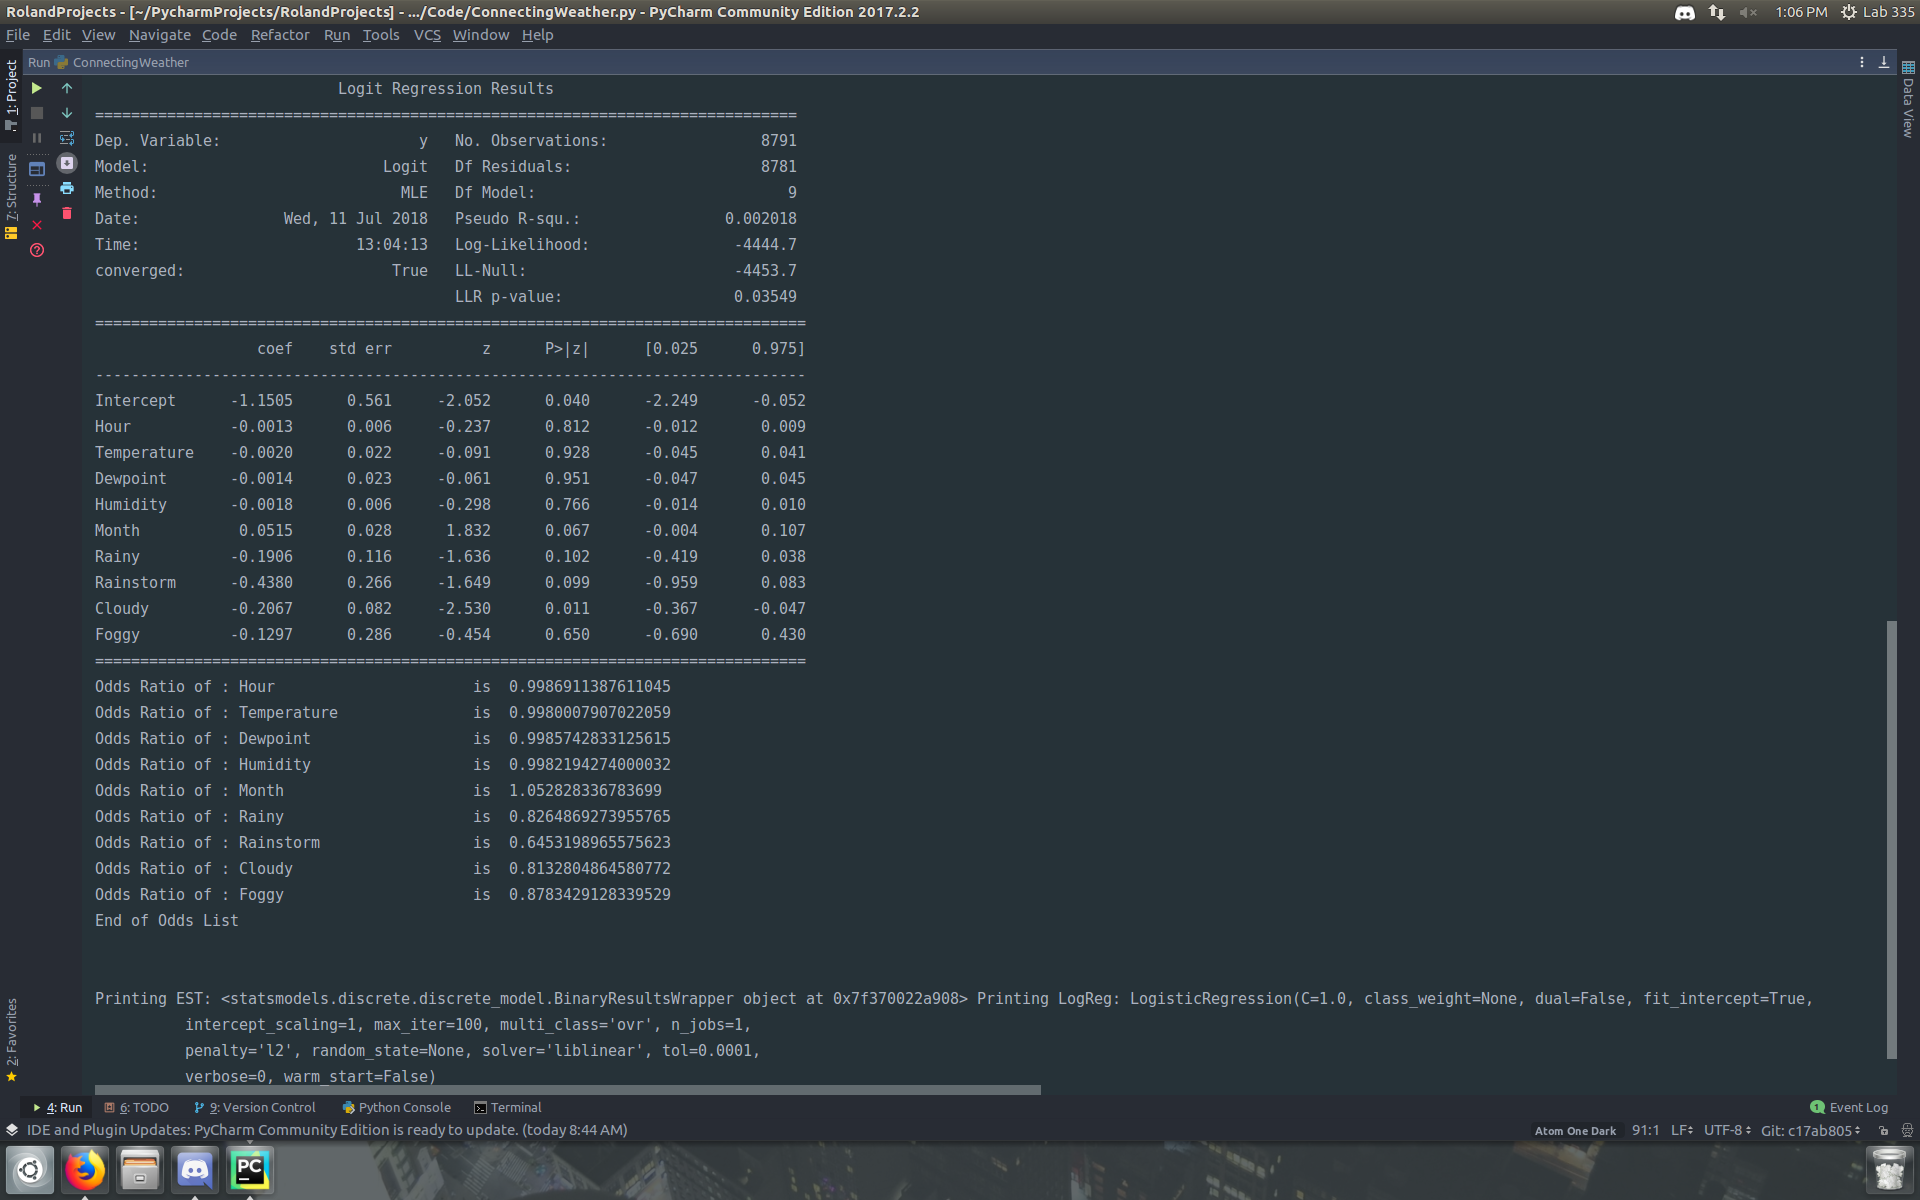 RolandProjects - [~/PycharmProjects/RolandProjects] - .../Code/ConnectingWeather.py - PyCharm Community Edition 2017.2.2
1:06 PM Lab 335
File Edit View Navigate Code Refactor Run Tools VCS Window Help
Run ConnectingWeather
1: Project
7: Structure
2: Favorites
Data View
Logit Regression Results
==============================================================================
Dep. Variable: y No. Observations: 8791
Model: Logit Df Residuals: 8781
Method: MLE Df Model: 9
Date: Wed, 11 Jul 2018 Pseudo R-squ.: 0.002018
Time: 13:04:13 Log-Likelihood: -4444.7
converged: True LL-Null: -4453.7
LLR p-value: 0.03549
===============================================================================
coef std err z P>|z| [0.025 0.975]
-------------------------------------------------------------------------------
Intercept -1.1505 0.561 -2.052 0.040 -2.249 -0.052
Hour -0.0013 0.006 -0.237 0.812 -0.012 0.009
Temperature -0.0020 0.022 -0.091 0.928 -0.045 0.041
Dewpoint -0.0014 0.023 -0.061 0.951 -0.047 0.045
Humidity -0.0018 0.006 -0.298 0.766 -0.014 0.010
Month 0.0515 0.028 1.832 0.067 -0.004 0.107
Rainy -0.1906 0.116 -1.636 0.102 -0.419 0.038
Rainstorm -0.4380 0.266 -1.649 0.099 -0.959 0.083
Cloudy -0.2067 0.082 -2.530 0.011 -0.367 -0.047
Foggy -0.1297 0.286 -0.454 0.650 -0.690 0.430
===============================================================================
Odds Ratio of : Hour is 0.9986911387611045
Odds Ratio of : Temperature is 0.9980007907022059
Odds Ratio of : Dewpoint is 0.9985742833125615
Odds Ratio of : Humidity is 0.9982194274000032
Odds Ratio of : Month is 1.052828336783699
Odds Ratio of : Rainy is 0.8264869273955765
Odds Ratio of : Rainstorm is 0.6453198965575623
Odds Ratio of : Cloudy is 0.8132804864580772
Odds Ratio of : Foggy is 0.8783429128339529
End of Odds List
Printing EST: <statsmodels.discrete.discrete_model.BinaryResultsWrapper object at 0x7f370022a908> Printing LogReg: LogisticRegression(C=1.0, class_weight=None, dual=False, fit_intercept=True,
intercept_scaling=1, max_iter=100, multi_class='ovr', n_jobs=1,
penalty='l2', random_state=None, solver='liblinear', tol=0.0001,
verbose=0, warm_start=False)
4: Run 6: TODO 9: Version Control Python Console Terminal 1 Event Log
IDE and Plugin Updates: PyCharm Community Edition is ready to update. (today 8:44 AM) Atom One Dark 91:1 LF UTF-8 Git: c17ab805
PC